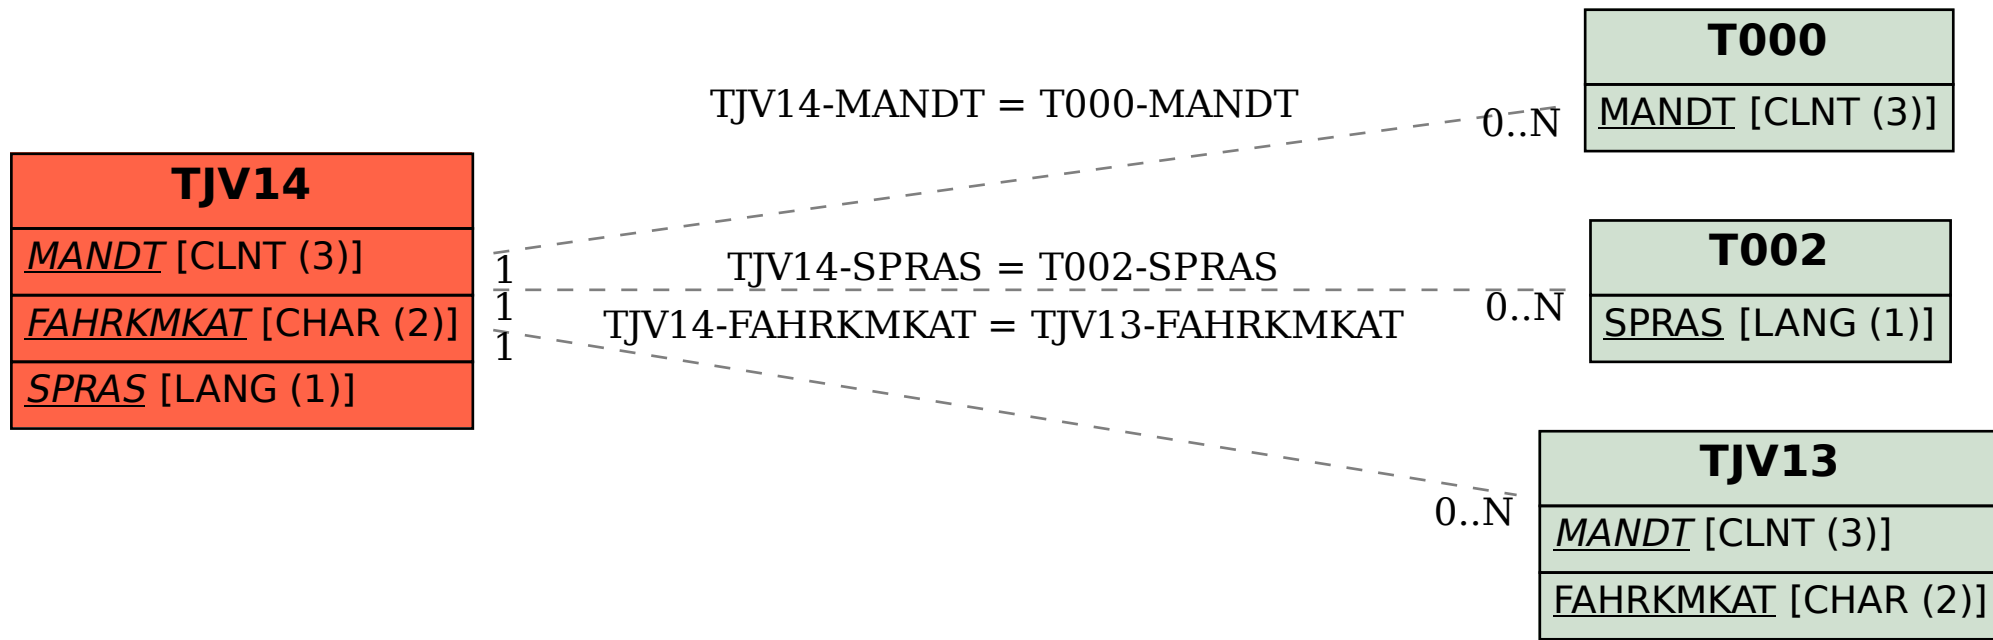 TJV14
MANDT [CLNT (3)]
FAHRKMKAT [CHAR (2)]
SPRAS [LANG (1)]
TJV14-MANDT = T000-MANDT
1
0..N
TJV14-SPRAS = T002-SPRAS
1
0..N
TJV14-FAHRKMKAT = TJV13-FAHRKMKAT
1
0..N
T000
MANDT [CLNT (3)]
T002
SPRAS [LANG (1)]
TJV13
MANDT [CLNT (3)]
FAHRKMKAT [CHAR (2)]